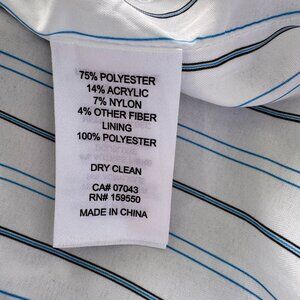 75% POLYESTER
14% ACRYLIC
7% NYLON
4% OTHER FIBER
LINING
100% POLYESTER
DRY CLEAN
CA# 07043
RN# 159550
MADE IN CHINA